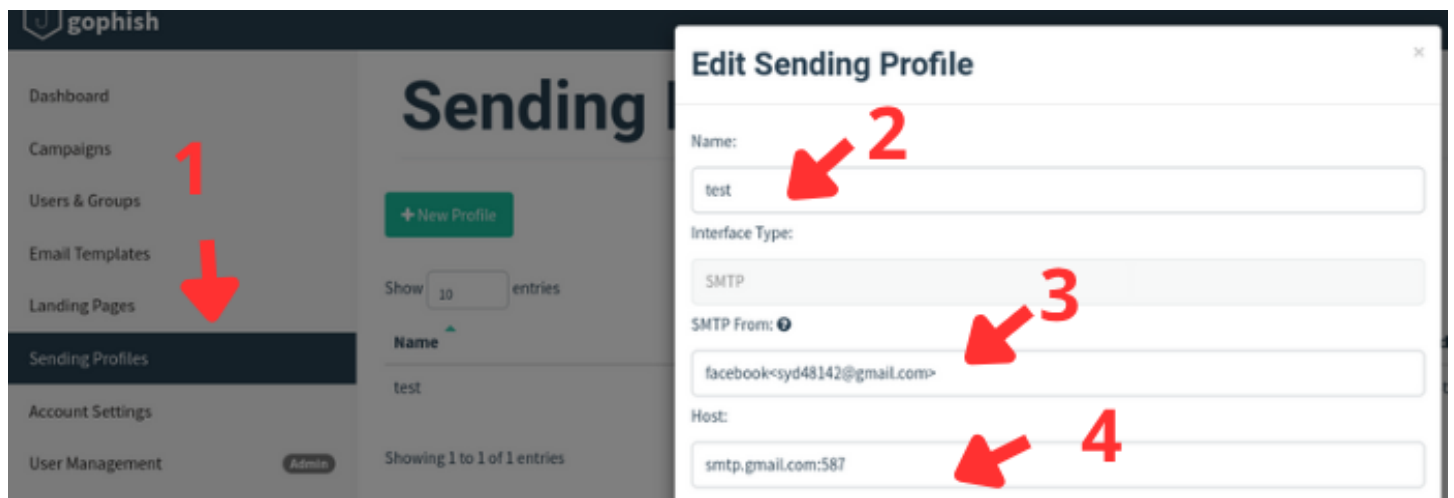 gophish
Dashboard
Campaigns
1
Users & Groups
Email Templates
Landing Pages
Sending Profiles
Account Settings
User Management Admin
Sending
+ New Profile
Show 10 entries
Name
test
Showing 1 to 1 of 1 entries
Edit Sending Profile ×
2
Name:
test
Interface Type:
SMTP
3
SMTP From: ?
facebook<syd48142@gmail.com>
Host:
4
smtp.gmail.com:587